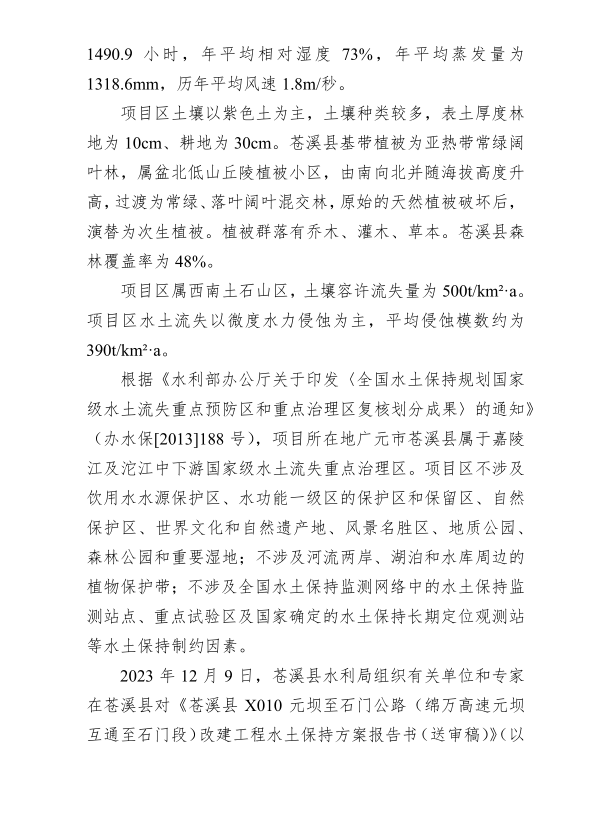 1490.9 小时，年平均相对湿度 73%，年平均蒸发量为
1318.6mm，历年平均风速 1.8m/秒。
项目区土壤以紫色土为主，土壤种类较多，表土厚度林
地为 10cm、耕地为 30cm。苍溪县基带植被为亚热带常绿阔
叶林，属盆北低山丘陵植被小区，由南向北并随海拔高度升
高，过渡为常绿、落叶阔叶混交林，原始的天然植被破坏后，
演替为次生植被。植被群落有乔木、灌木、草本。苍溪县森
林覆盖率为 48%。
项目区属西南土石山区，土壤容许流失量为 500t/km²·a。
项目区水土流失以微度水力侵蚀为主，平均侵蚀模数约为
390t/km²·a。
根据《水利部办公厅关于印发〈全国水土保持规划国家
级水土流失重点预防区和重点治理区复核划分成果〉的通知》
（办水保[2013]188 号），项目所在地广元市苍溪县属于嘉陵
江及沱江中下游国家级水土流失重点治理区。项目区不涉及
饮用水水源保护区、水功能一级区的保护区和保留区、自然
保护区、世界文化和自然遗产地、风景名胜区、地质公园、
森林公园和重要湿地；不涉及河流两岸、湖泊和水库周边的
植物保护带；不涉及全国水土保持监测网络中的水土保持监
测站点、重点试验区及国家确定的水土保持长期定位观测站
等水土保持制约因素。
2023 年 12 月 9 日，苍溪县水利局组织有关单位和专家
在苍溪县对《苍溪县 X010 元坝至石门公路（绵万高速元坝
互通至石门段）改建工程水土保持方案报告书（送审稿）》（以